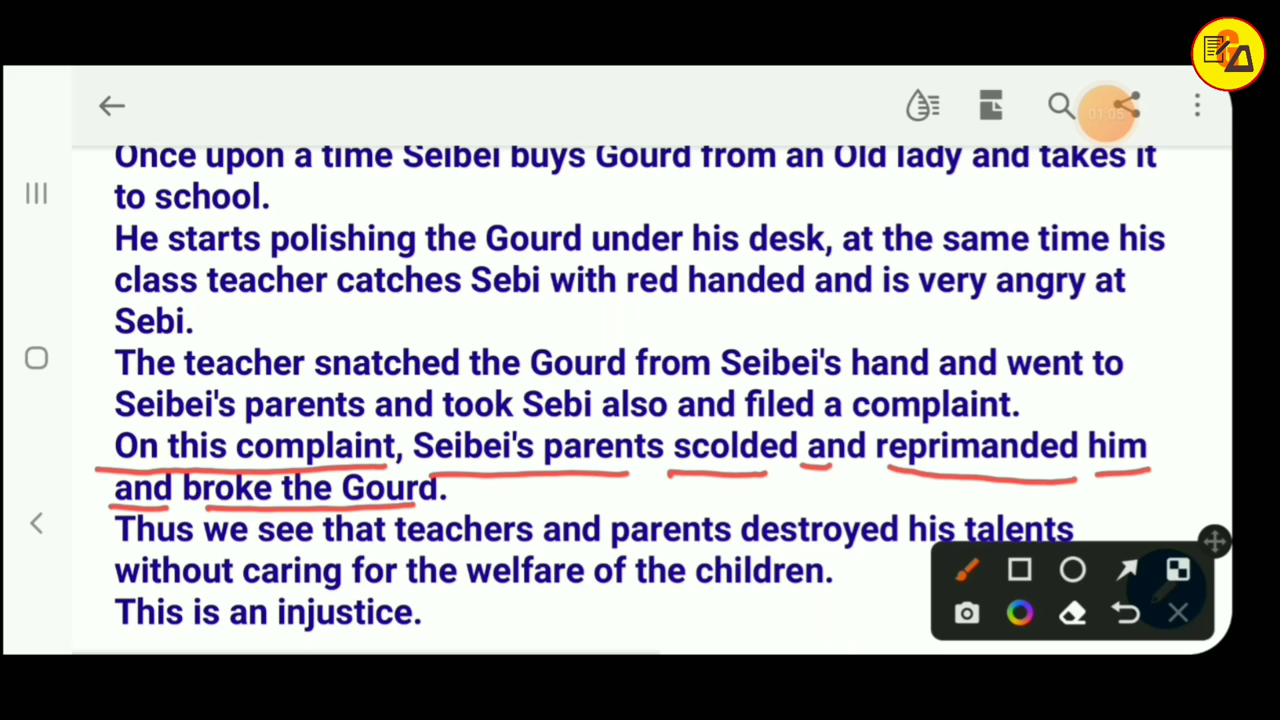 01:05
Once upon a time Seibei buys Gourd from an Old lady and takes it
to school.
He starts polishing the Gourd under his desk, at the same time his
class teacher catches Sebi with red handed and is very angry at
Sebi.
The teacher snatched the Gourd from Seibei's hand and went to
Seibei's parents and took Sebi also and filed a complaint.
On this complaint, Seibei's parents scolded and reprimanded him
and broke the Gourd.
Thus we see that teachers and parents destroyed his talents
without caring for the welfare of the children.
This is an injustice.